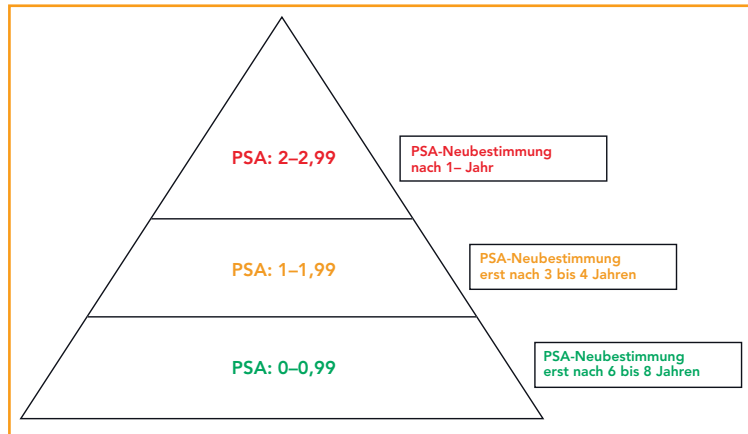 PSA: 2–2,99
PSA-Neubestimmung
nach 1– Jahr
PSA: 1–1,99
PSA-Neubestimmung
erst nach 3 bis 4 Jahren
PSA: 0–0,99
PSA-Neubestimmung
erst nach 6 bis 8 Jahren